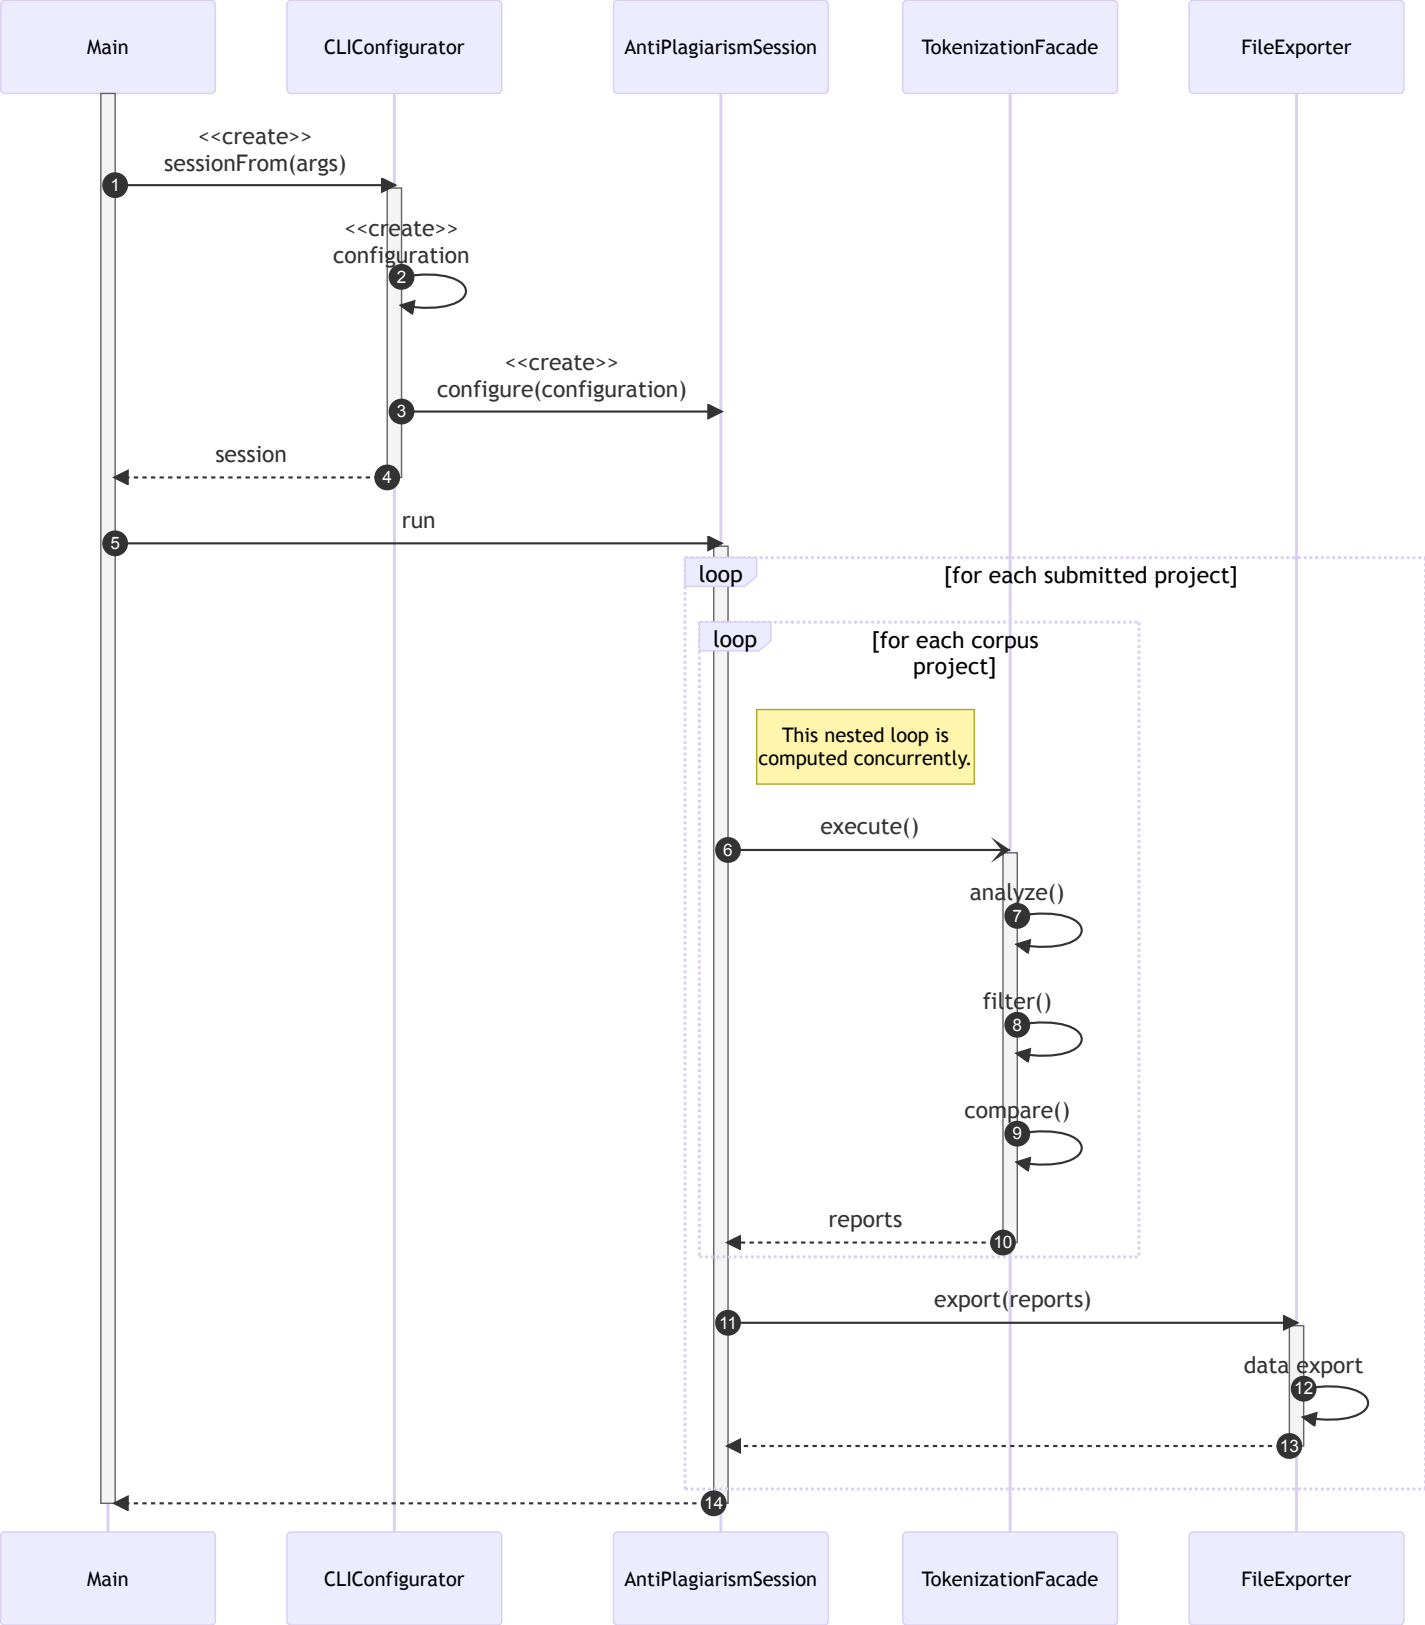 Main
CLIConfigurator
AntiPlagiarismSession
TokenizationFacade
FileExporter
<<create>>
sessionFrom(args)
1
<<create>>
configuration
2
<<create>>
configure(configuration)
3
session
4
run
5
loop
[for each submitted project]
loop
[for each corpus
project]
This nested loop is
computed concurrently.
execute()
6
analyze()
7
filter()
8
compare()
9
reports
10
export(reports)
11
data export
12
13
14
Main
CLIConfigurator
AntiPlagiarismSession
TokenizationFacade
FileExporter